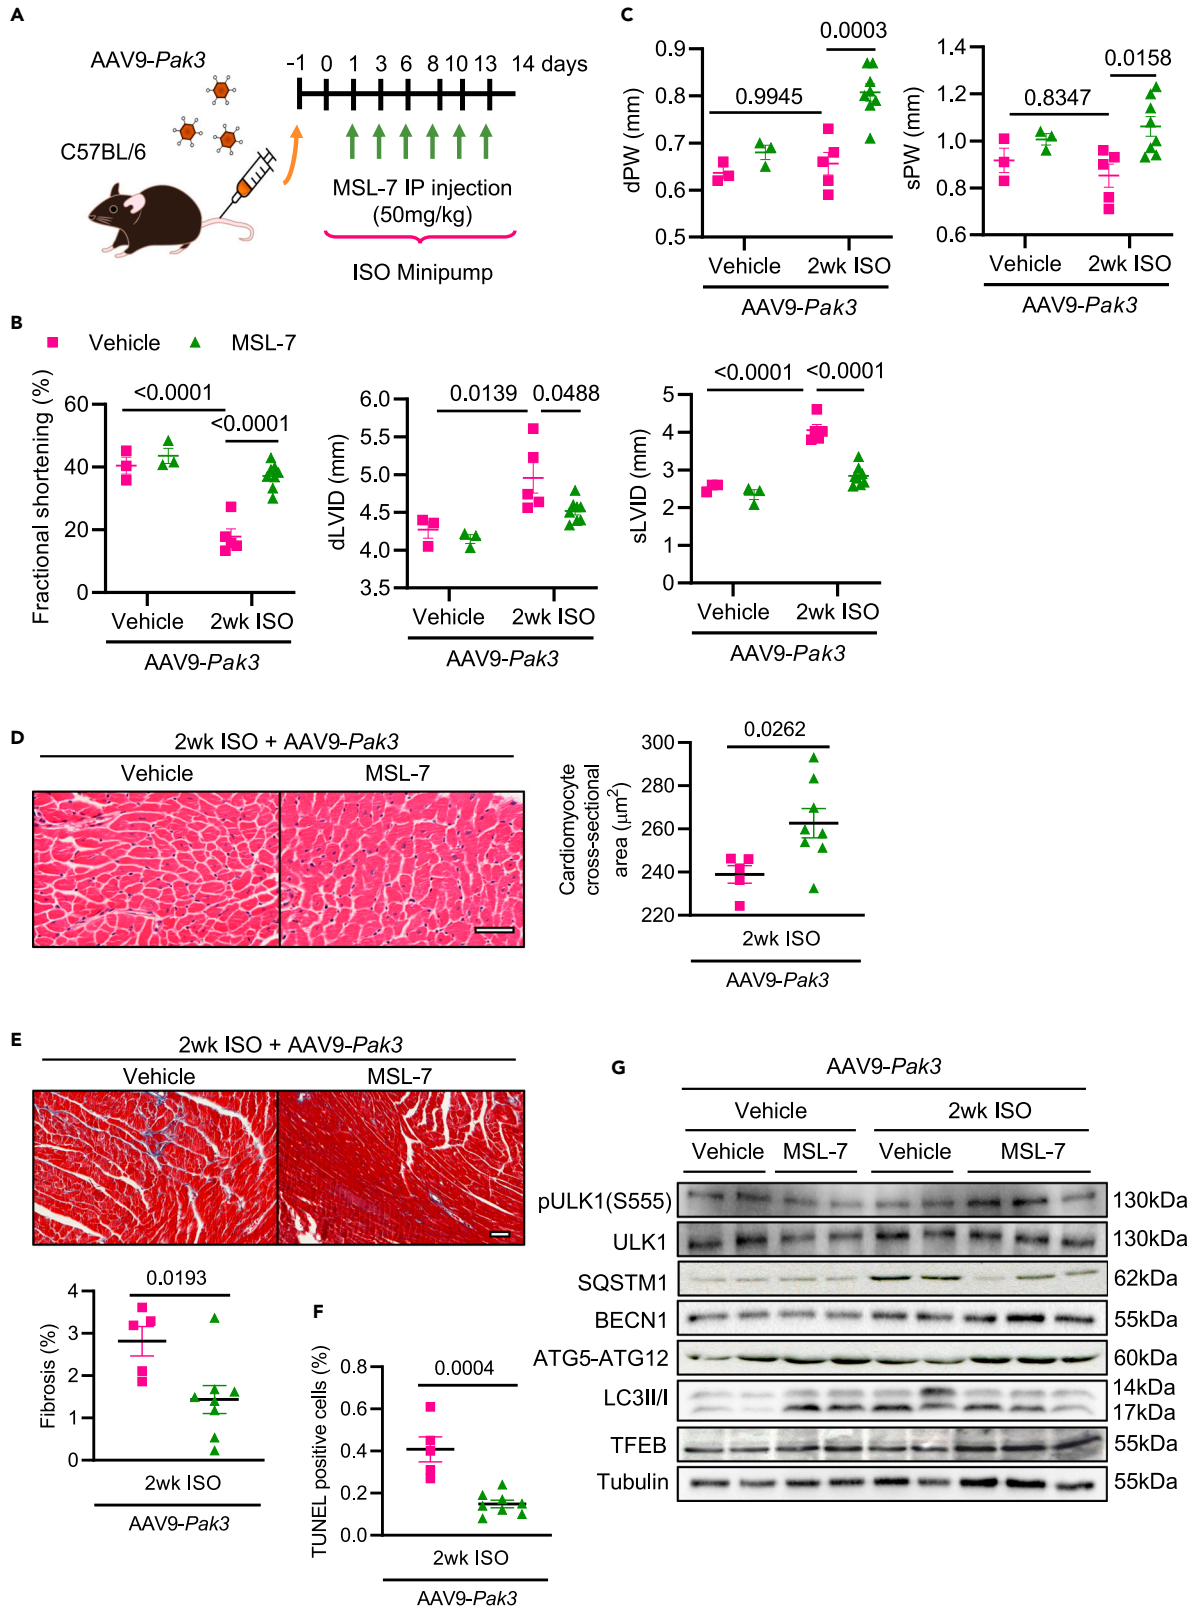 A
AAV9-Pak3
C57BL/6
-1 0 1 3 6 8 10 13 14 days
MSL-7 IP injection
(50mg/kg)
ISO Minipump
C
dPW (mm)
0.9
0.8
0.7
0.6
0.5
0.9945
0.0003
Vehicle 2wk ISO
AAV9-Pak3
sPW (mm)
1.4
1.2
1.0
0.8
0.6
0.8347
0.0158
Vehicle 2wk ISO
AAV9-Pak3
B
Vehicle MSL-7
Fractional shortening (%)
60
40
20
0
<0.0001
<0.0001
Vehicle 2wk ISO
AAV9-Pak3
dLVID (mm)
6.0
5.5
5.0
4.5
4.0
3.5
0.0139 0.0488
Vehicle 2wk ISO
AAV9-Pak3
sLVID (mm)
5
4
3
2
1
0
<0.0001 <0.0001
Vehicle 2wk ISO
AAV9-Pak3
D
2wk ISO + AAV9-Pak3
Vehicle MSL-7
Cardiomyocyte
cross-sectional
area (μm2)
300
280
260
240
220
0.0262
2wk ISO
AAV9-Pak3
E
2wk ISO + AAV9-Pak3
Vehicle MSL-7
Fibrosis (%)
4
3
2
1
0
0.0193
2wk ISO
AAV9-Pak3
F
TUNEL positive cells (%)
0.8
0.6
0.4
0.2
0.0
0.0004
2wk ISO
AAV9-Pak3
G
AAV9-Pak3
Vehicle 2wk ISO
Vehicle MSL-7 Vehicle MSL-7
pULK1(S555) 130kDa
ULK1 130kDa
SQSTM1 62kDa
BECN1 55kDa
ATG5-ATG12 60kDa
LC3II/I 14kDa
17kDa
TFEB 55kDa
Tubulin 55kDa